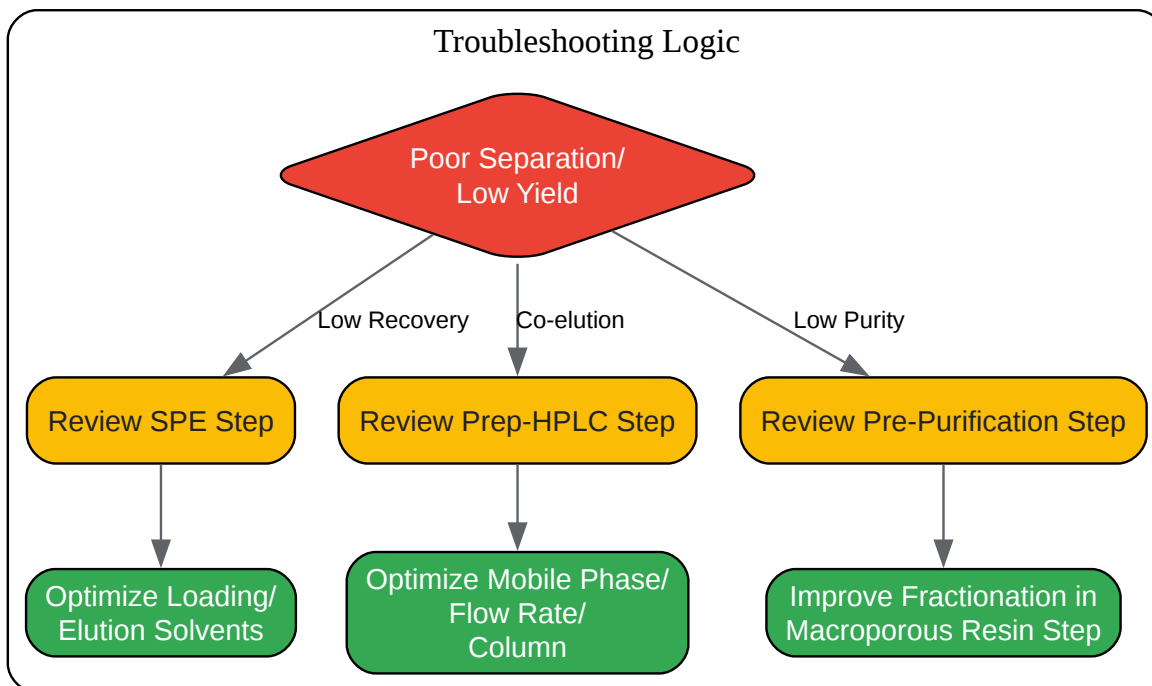 Troubleshooting Logic
Poor Separation/
Low Yield
Low Recovery
Co-elution
Low Purity
Review SPE Step
Review Prep-HPLC Step
Review Pre-Purification Step
Optimize Loading/
Elution Solvents
Optimize Mobile Phase/
Flow Rate/
Column
Improve Fractionation in
Macroporous Resin Step